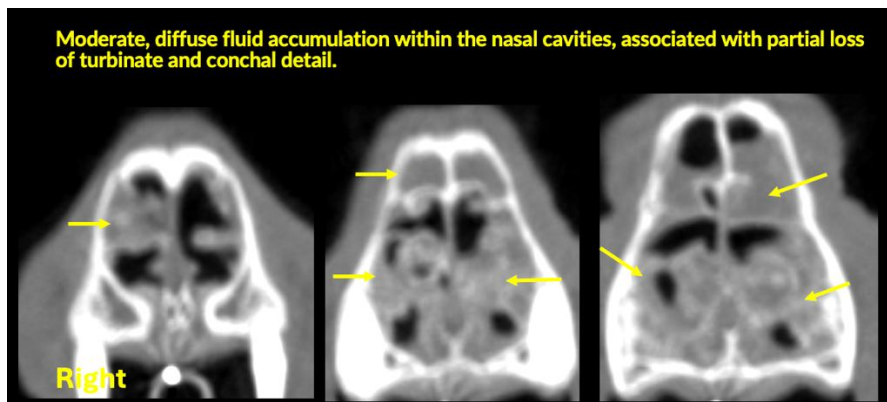 Moderate, diffuse fluid accumulation within the nasal cavities, associated with partial loss
of turbinate and conchal detail.
Right